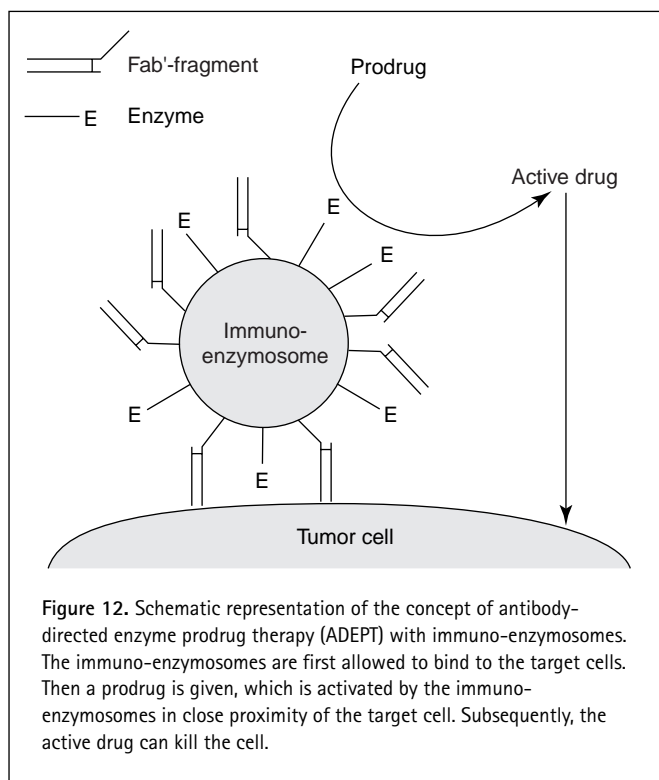 Fab'-fragment
E Enzyme
Prodrug
Active drug
E
E
E
Immuno-
enzymosome
E
E
E
Tumor cell
Figure 12. Schematic representation of the concept of antibody-
directed enzyme prodrug therapy (ADEPT) with immuno-enzymosomes.
The immuno-enzymosomes are first allowed to bind to the target cells.
Then a prodrug is given, which is activated by the immuno-
enzymosomes in close proximity of the target cell. Subsequently, the
active drug can kill the cell.